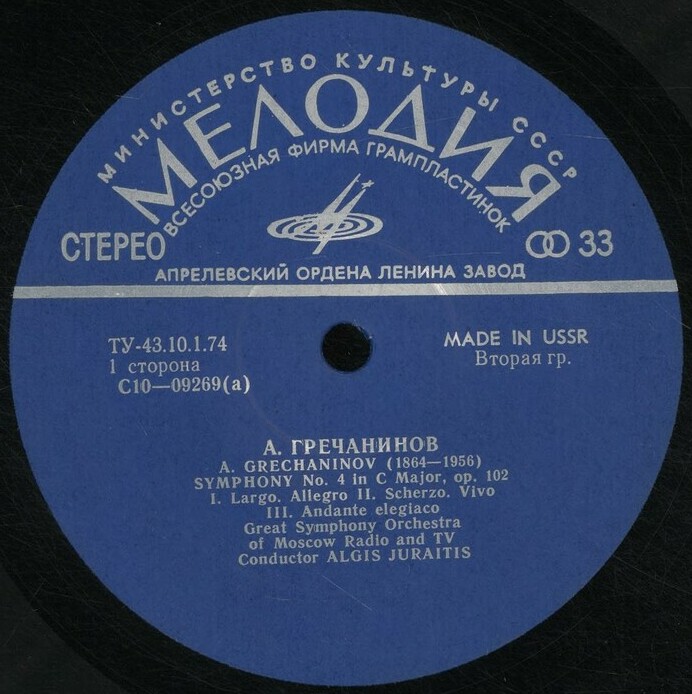 МИНИСТЕРСТВО КУЛЬТУРЫ СССР
МЕЛОДИЯ
ВСЕСОЮЗНАЯ ФИРМА ГРАМПЛАСТИНОК
СТЕРЕО
33
АПРЕЛЕВСКИЙ ОРДЕНА ЛЕНИНА ЗАВОД
ТУ-43.10.1.74
1 сторона
С10—09269(а)
MADE IN USSR
Вторая гр.
А. ГРЕЧАНИНОВ
A. GRECHANINOV (1864—1956)
SYMPHONY No. 4 in C Major, op. 102
I. Largo. Allegro II. Scherzo. Vivo
III. Andante elegiaco
Great Symphony Orchestra
of Moscow Radio and TV
Conductor ALGIS JURAITIS